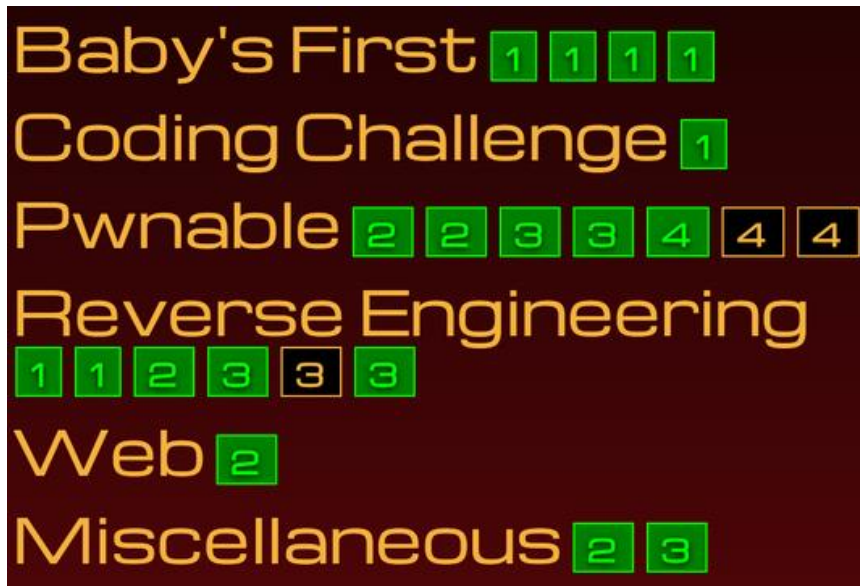 Baby's First 1 1 1 1
Coding Challenge 1
Pwnable 2 2 3 3 4 4 4
Reverse Engineering
1 1 2 3 3 3
Web 2
Miscellaneous 2 3